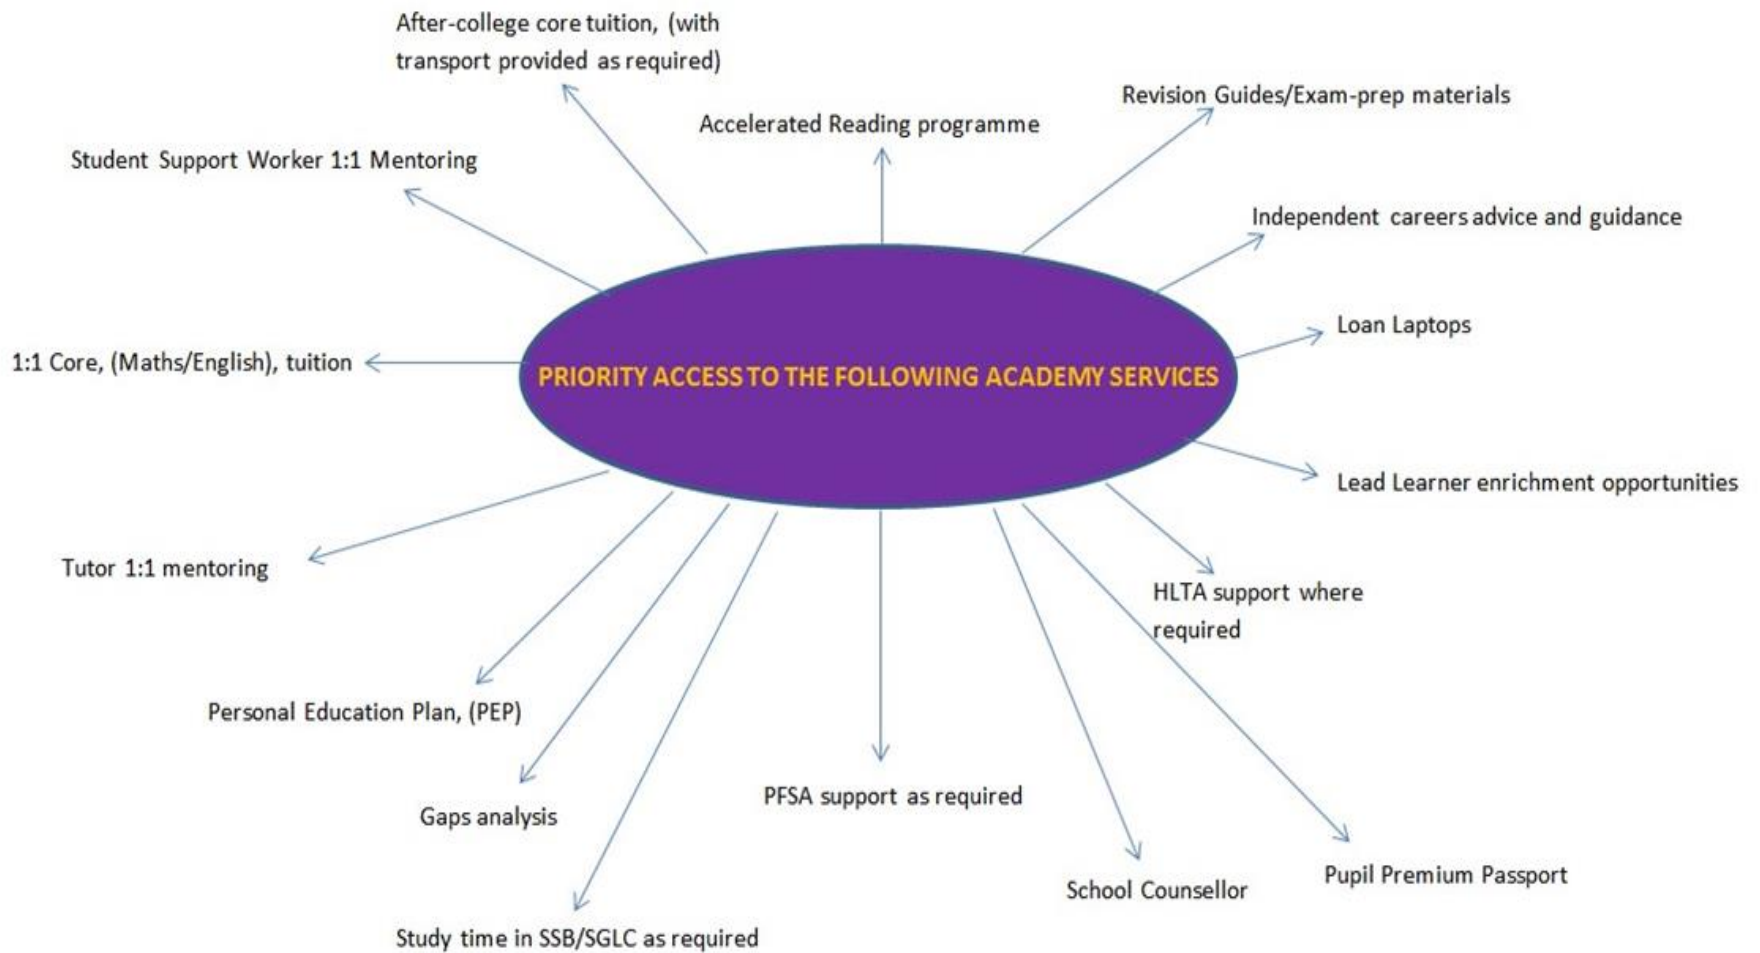 After-college core tuition, (with
transport provided as required)
Accelerated Reading programme
Revision Guides/Exam-prep materials
Student Support Worker 1:1 Mentoring
Independent careers advice and guidance
Loan Laptops
1:1 Core, (Maths/English), tuition
PRIORITY ACCESS TO THE FOLLOWING ACADEMY SERVICES
Lead Learner enrichment opportunities
Tutor 1:1 mentoring
HLTA support where
required
Personal Education Plan, (PEP)
Gaps analysis
PFSA support as required
School Counsellor
Pupil Premium Passport
Study time in SSB/SGLC as required